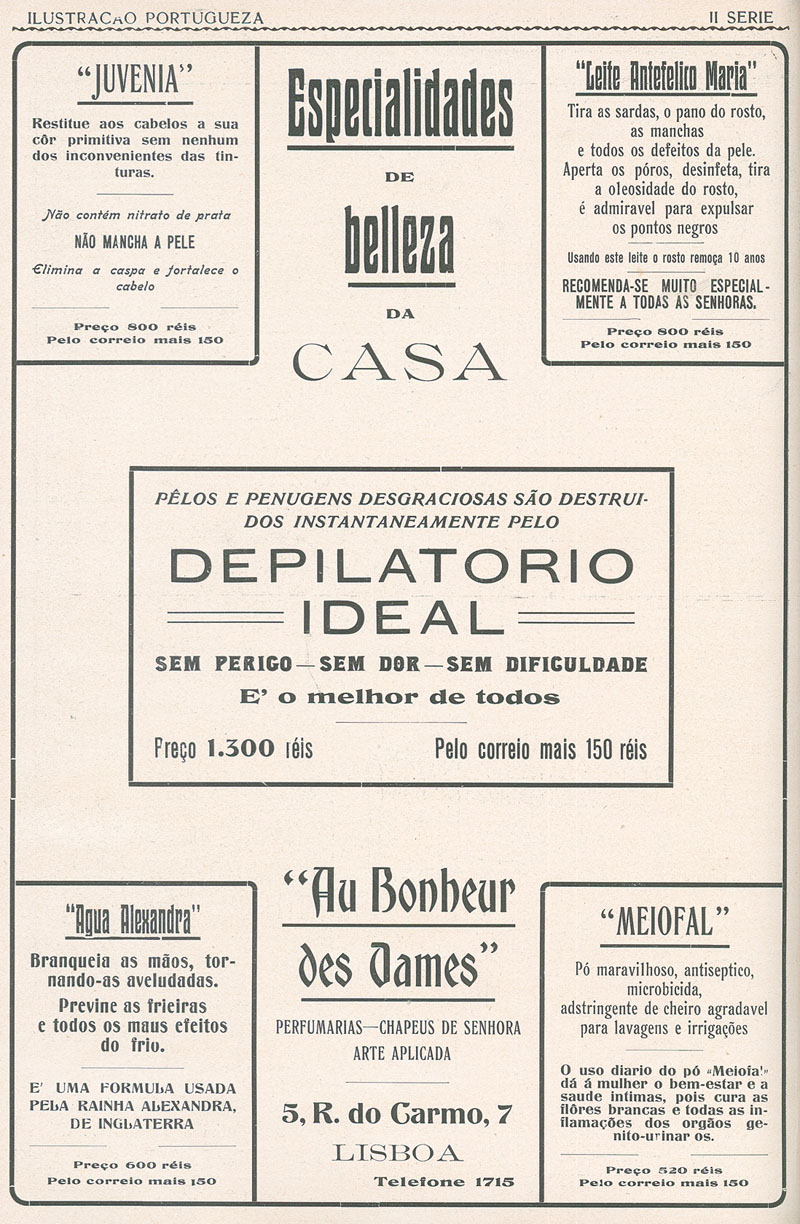 ILUSTRAÇÃO PORTUGUEZA
II SERIE
“JUVENIA”
Restitue aos cabelos a sua
côr primitiva sem nenhum
dos inconvenientes das tin-
turas.
Não contém nitrato de prata
NÃO MANCHA A PELE
Elimina a caspa e fortalece o
cabelo
Preço 800 réis
Pelo correio mais 150
Especialidades
DE
belleza
DA
CASA
“Leite Antefelico Maria”
Tira as sardas, o pano do rosto,
as manchas
e todos os defeitos da pele.
Aperta os póros, desinfeta, tira
a oleosidade do rosto,
é admiravel para expulsar
os pontos negros
Usando este leite o rosto remoça 10 anos
RECOMENDA-SE MUITO ESPECIAL-
MENTE A TODAS AS SENHORAS.
Preço 800 réis
Pelo correio mais 150
PÊLOS E PENUGENS DESGRACIOSAS SÃO DESTRUI-
DOS INSTANTANEAMENTE PELO
DEPILATORIO
IDEAL
SEM PERIGO—SEM DOR—SEM DIFICULDADE
E’ o melhor de todos
Preço 1.300 réis
Pelo correio mais 150 réis
“Agua Alexandra”
Branqueia as mãos, tor-
nando-as aveludadas.
Previne as frieiras
e todos os maus efeitos
do frio.
E’ UMA FORMULA USADA
PELA RAINHA ALEXANDRA,
DE INGLATERRA
Preço 600 réis
Pelo correio mais 150
“Au Bonheur
des Dames”
PERFUMARIAS—CHAPEUS DE SENHORA
ARTE APLICADA
5, R. do Carmo, 7
LISBOA
Telefone 1715
“MEIOFAL”
Pó maravilhoso, antiseptico,
microbicida,
adstringente de cheiro agradavel
para lavagens e irrigações
O uso diario do pó «Meiofal»
dá á mulher o bem-estar e a
saude intimas, pois cura as
flôres brancas e todas as in-
flamações dos orgãos ge-
nito-urinarios.
Preço 520 réis
Pelo correio mais 150